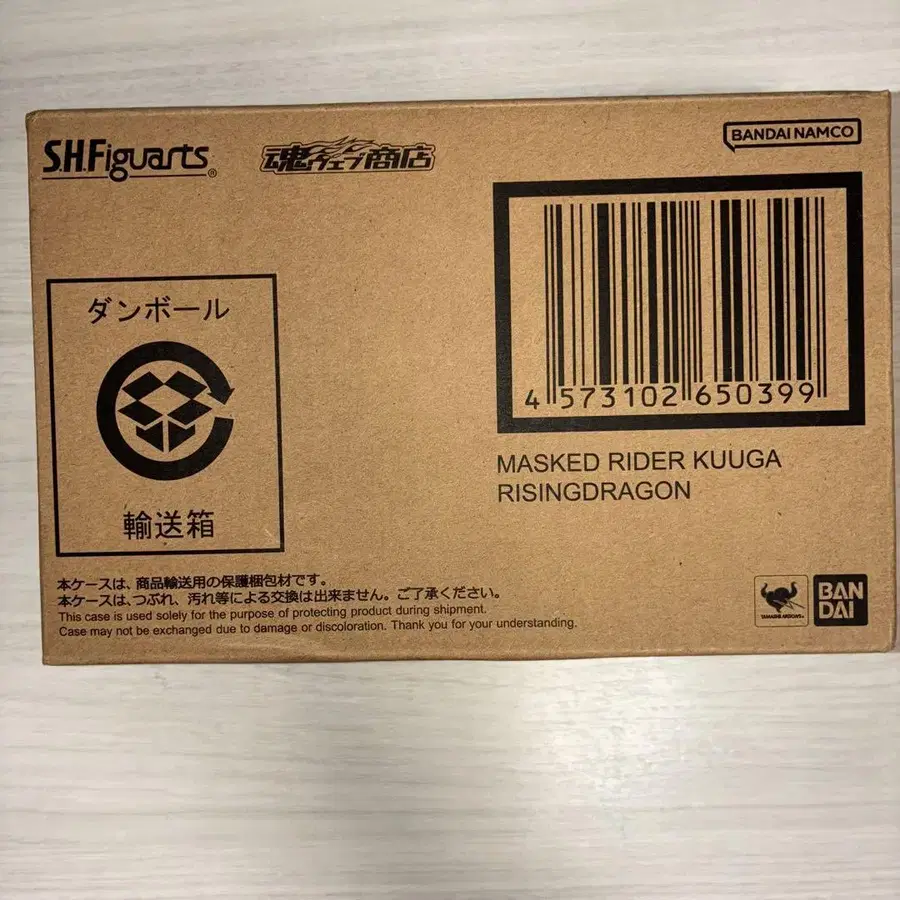 S.H.Figuarts®
魂ウェブ商店
BANDAI NAMCO
ダンボール
輸送箱
4 573102 650399
MASKED RIDER KUUGA
RISINGDRAGON
本ケースは、商品輸送用の保護梱包材です。
本ケースは、つぶれ、汚れ等による交換は出来ません。ご了承ください。
This case is used solely for the purpose of protecting product during shipment.
Case may not be exchanged due to damage or discoloration. Thank you for your understanding.
TAMASHII NATIONS
BAN
DAI